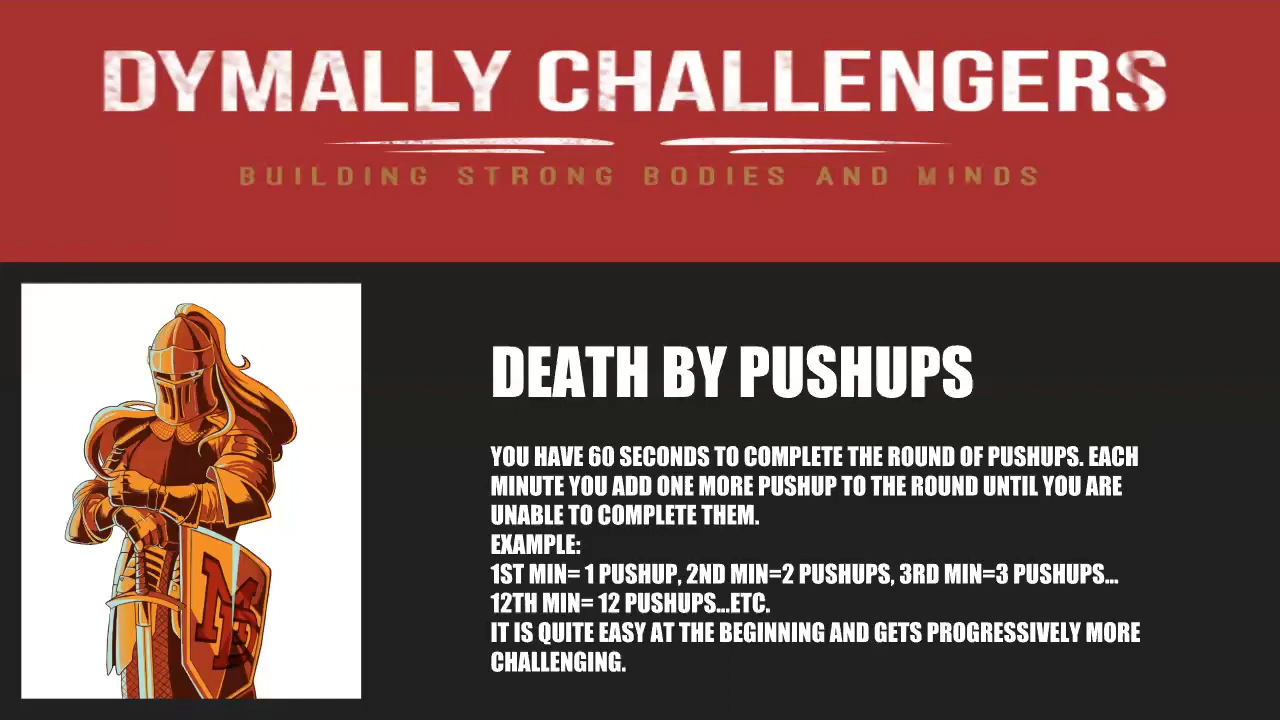 DYMALLY CHALLENGERS
BUILDING STRONG BODIES AND MINDS
DEATH BY PUSHUPS
YOU HAVE 60 SECONDS TO COMPLETE THE ROUND OF PUSHUPS. EACH
MINUTE YOU ADD ONE MORE PUSHUP TO THE ROUND UNTIL YOU ARE
UNABLE TO COMPLETE THEM.
EXAMPLE:
1ST MIN= 1 PUSHUP, 2ND MIN=2 PUSHUPS, 3RD MIN=3 PUSHUPS...
12TH MIN= 12 PUSHUPS...ETC.
IT IS QUITE EASY AT THE BEGINNING AND GETS PROGRESSIVELY MORE
CHALLENGING.